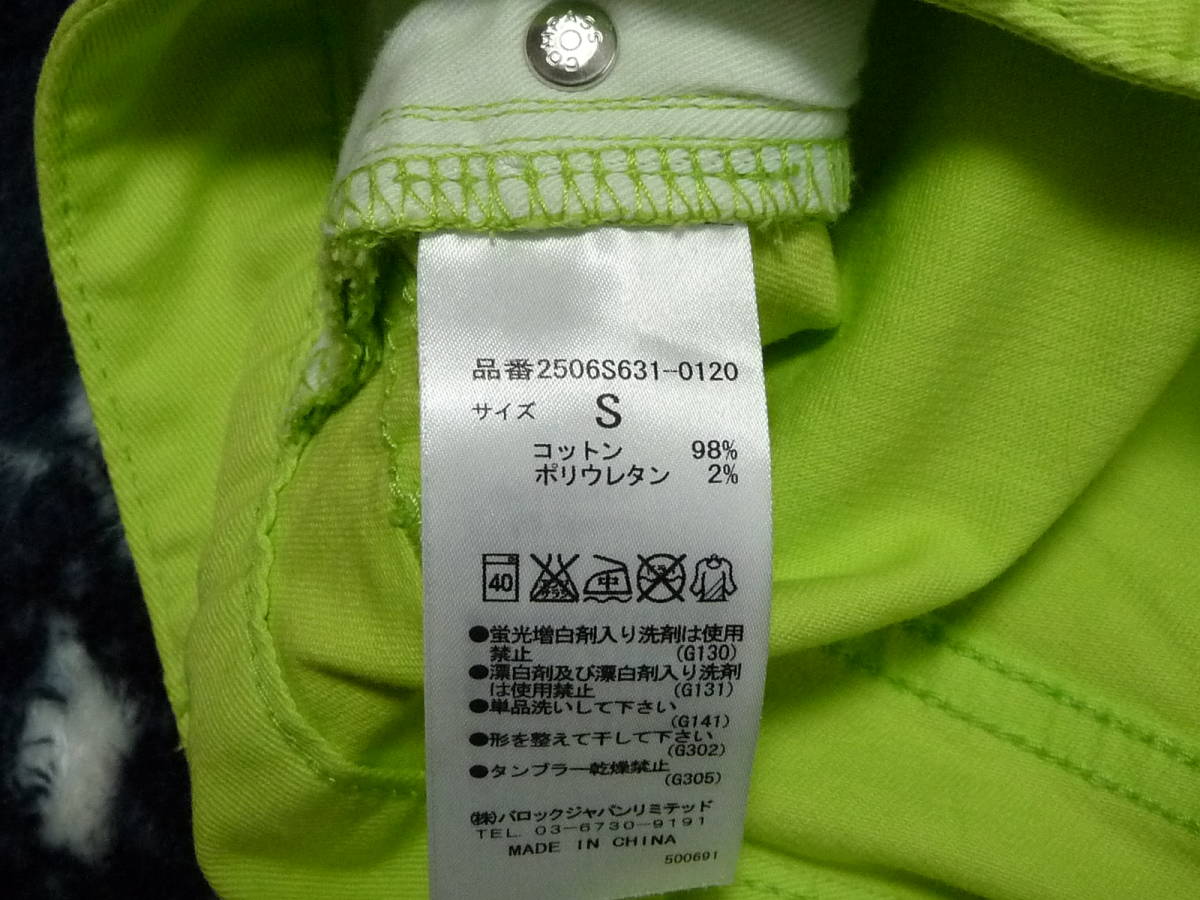 品番2506S631-0120
サイズ S
コットン 98%
ポリウレタン 2%
40 中
●蛍光増白剤入り洗剤は使用
禁止 (G130)
●漂白剤及び漂白剤入り洗剤
は使用禁止 (G131)
●単品洗いして下さい
(G141)
●形を整えて干して下さい
(G302)
●タンブラー乾燥禁止
(G305)
㈱バロックジャパンリミテッド
TEL. 03-6730-9191
MADE IN CHINA
500691